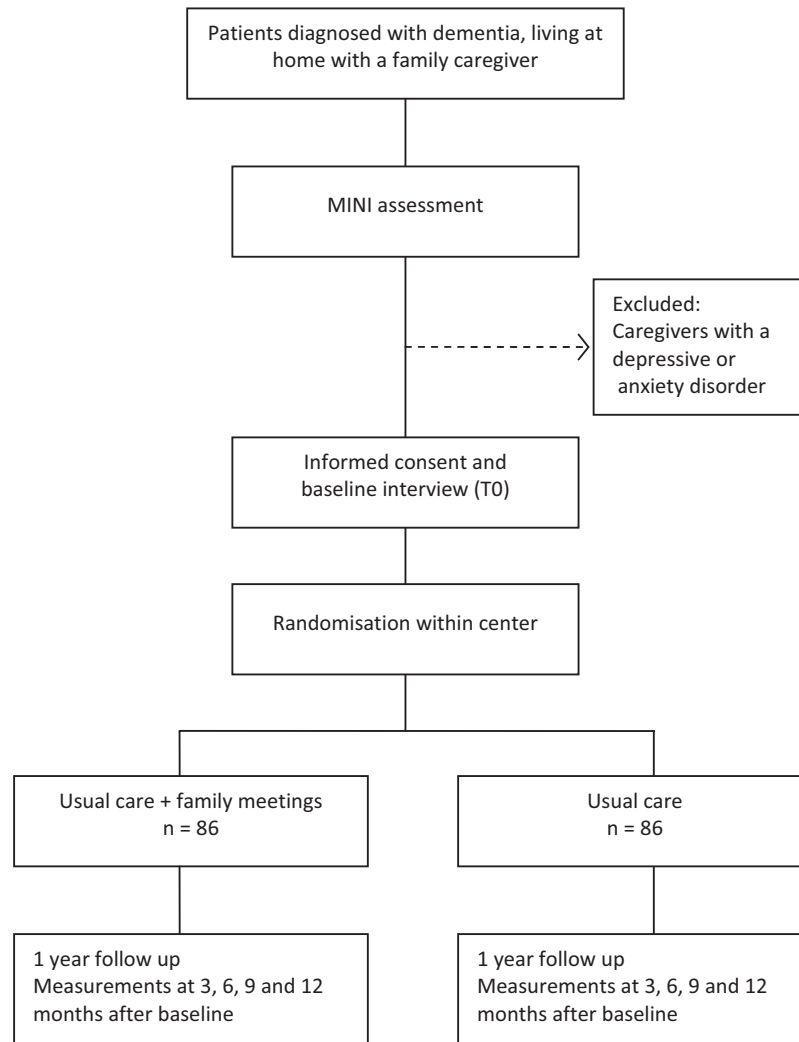 Patients diagnosed with dementia, living at
home with a family caregiver
MINI assessment
Excluded:
Caregivers with a
depressive or
anxiety disorder
Informed consent and
baseline interview (T0)
Randomisation within center
Usual care + family meetings
n = 86
Usual care
n = 86
1 year follow up
Measurements at 3, 6, 9 and 12
months after baseline
1 year follow up
Measurements at 3, 6, 9 and 12
months after baseline